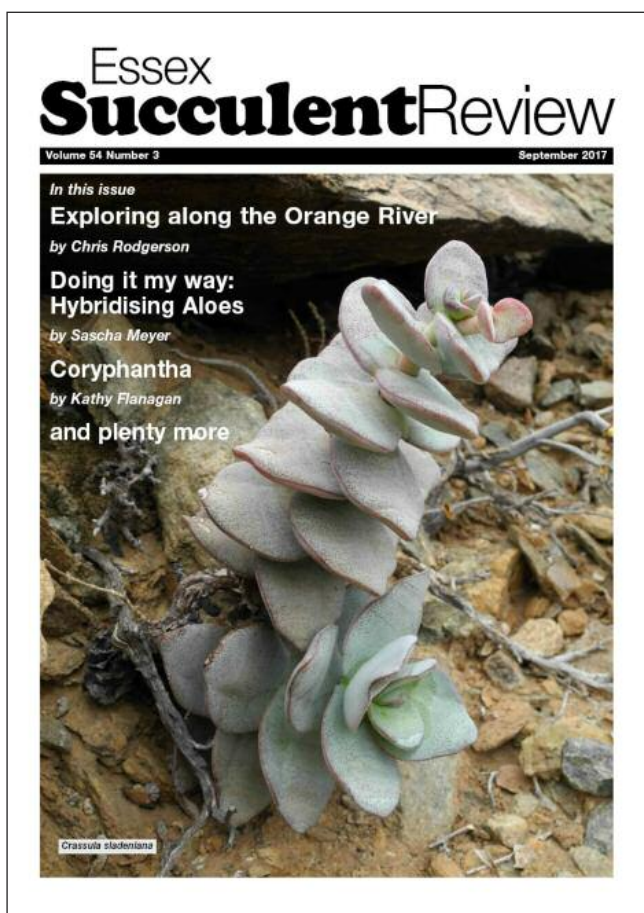 Essex
SucculentReview
Volume 54 Number 3 September 2017
In this issue
Exploring along the Orange River
by Chris Rodgerson
Doing it my way:
Hybridising Aloes
by Sascha Meyer
Coryphantha
by Kathy Flanagan
and plenty more
Crassula sladeniana